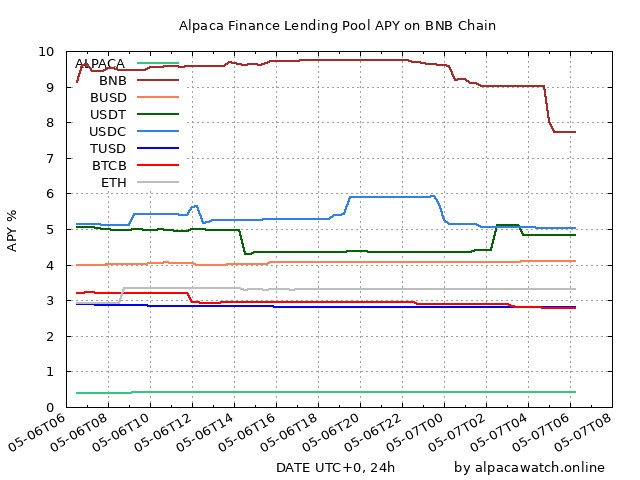 Alpaca Finance Lending Pool APY on BNB Chain
APY %
10
9
8
7
6
5
4
3
2
1
0
ALPACA
BNB
BUSD
USDT
USDC
TUSD
BTCB
ETH
05-06T06
05-06T08
05-06T10
05-06T12
05-06T14
05-06T16
05-06T18
05-06T20
05-06T22
05-07T00
05-07T02
05-07T04
05-07T06
05-07T08
DATE UTC+0, 24h
by alpacawatch.online